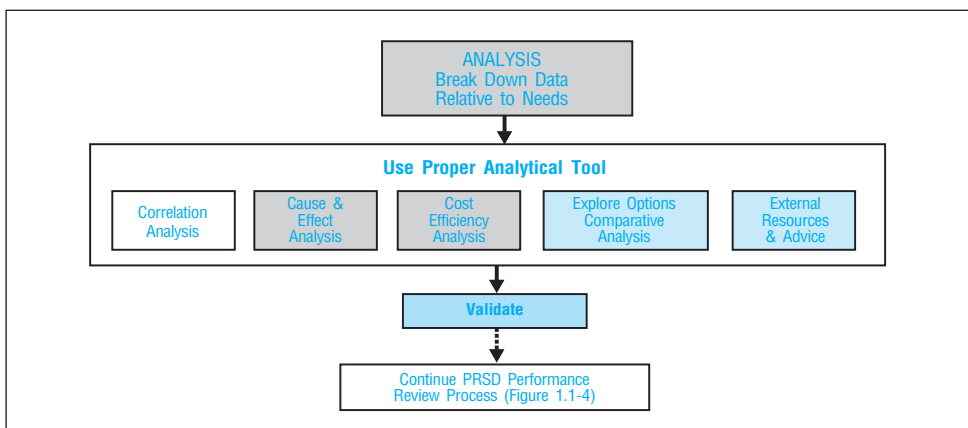 ANALYSIS
Break Down Data
Relative to Needs
Use Proper Analytical Tool
Correlation
Analysis
Cause &
Effect
Analysis
Cost
Efficiency
Analysis
Explore Options
Comparative
Analysis
External
Resources
& Advice
Validate
Continue PRSD Performance
Review Process (Figure 1.1-4)